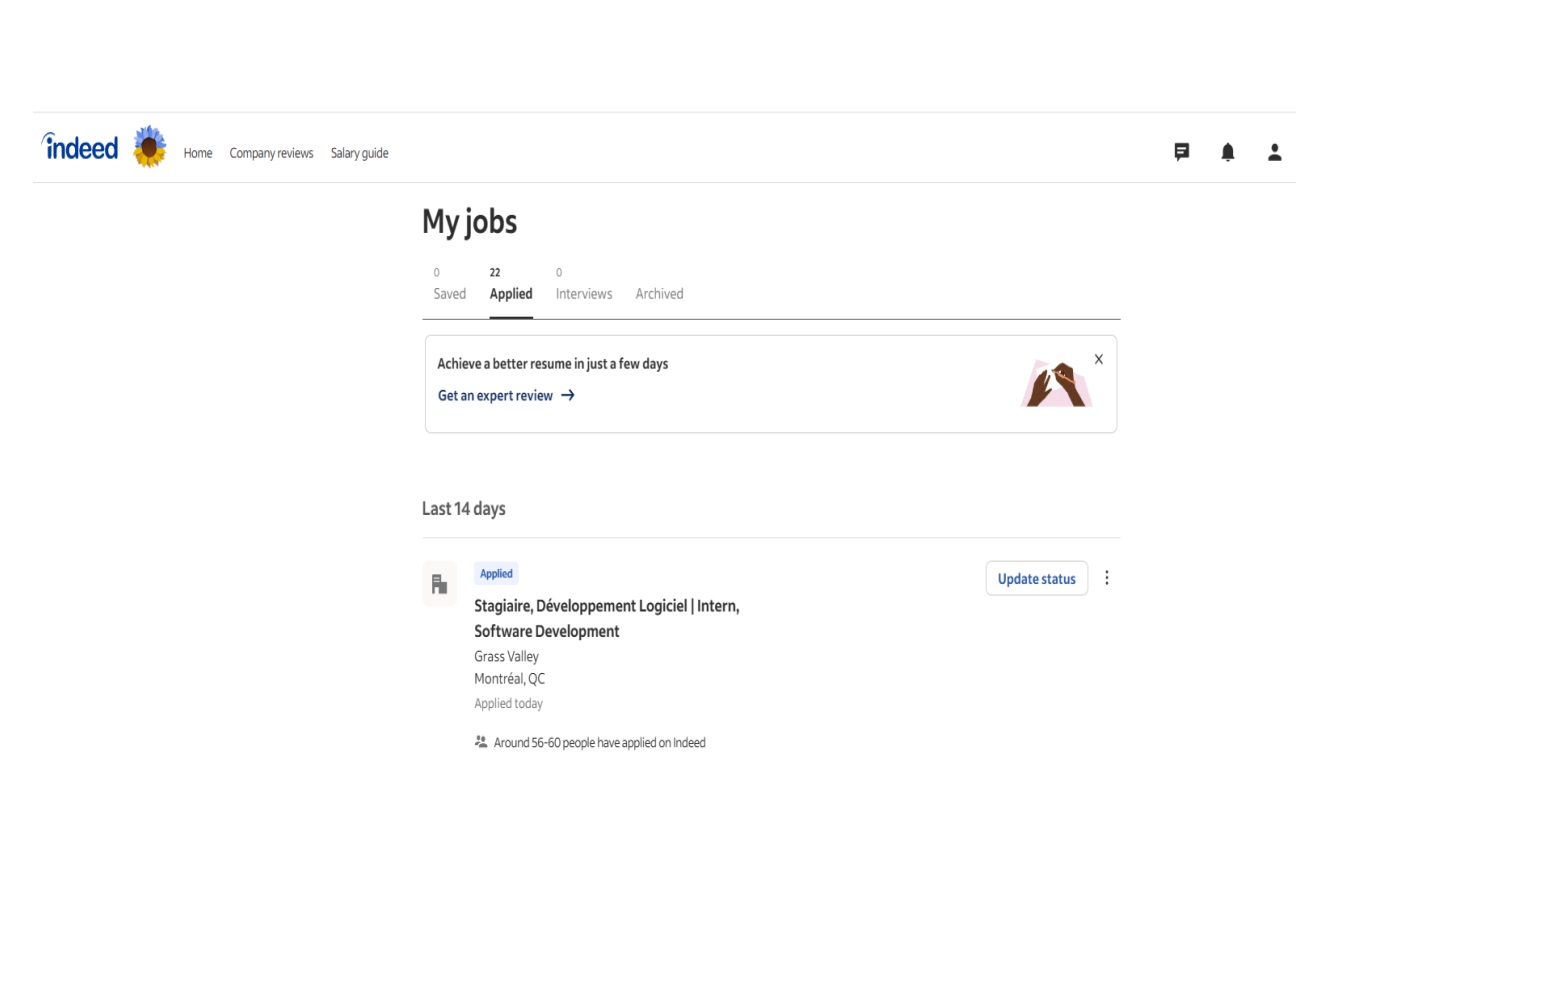 indeed Home Company reviews Salary guide
My jobs
0 22 0
Saved Applied Interviews Archived
Achieve a better resume in just a few days X
Get an expert review →
Last 14 days
Applied Update status
Stagiaire, Développement Logiciel | Intern,
Software Development
Grass Valley
Montréal, QC
Applied today
Around 56-60 people have applied on Indeed